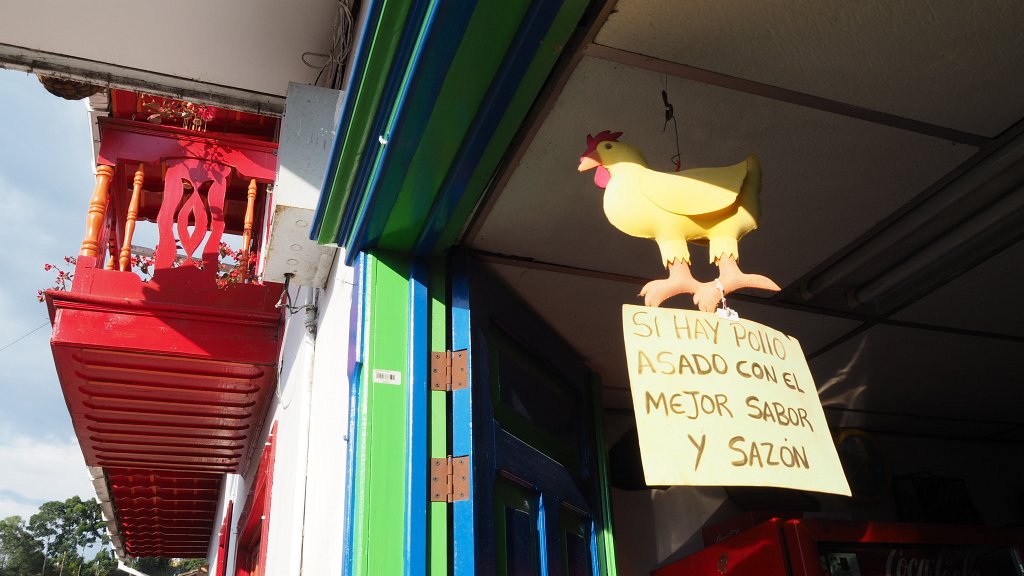 SI HAY POllO
ASADO CON EL
MEJOR SABOR
Y SAZÓN
Coca-Cola